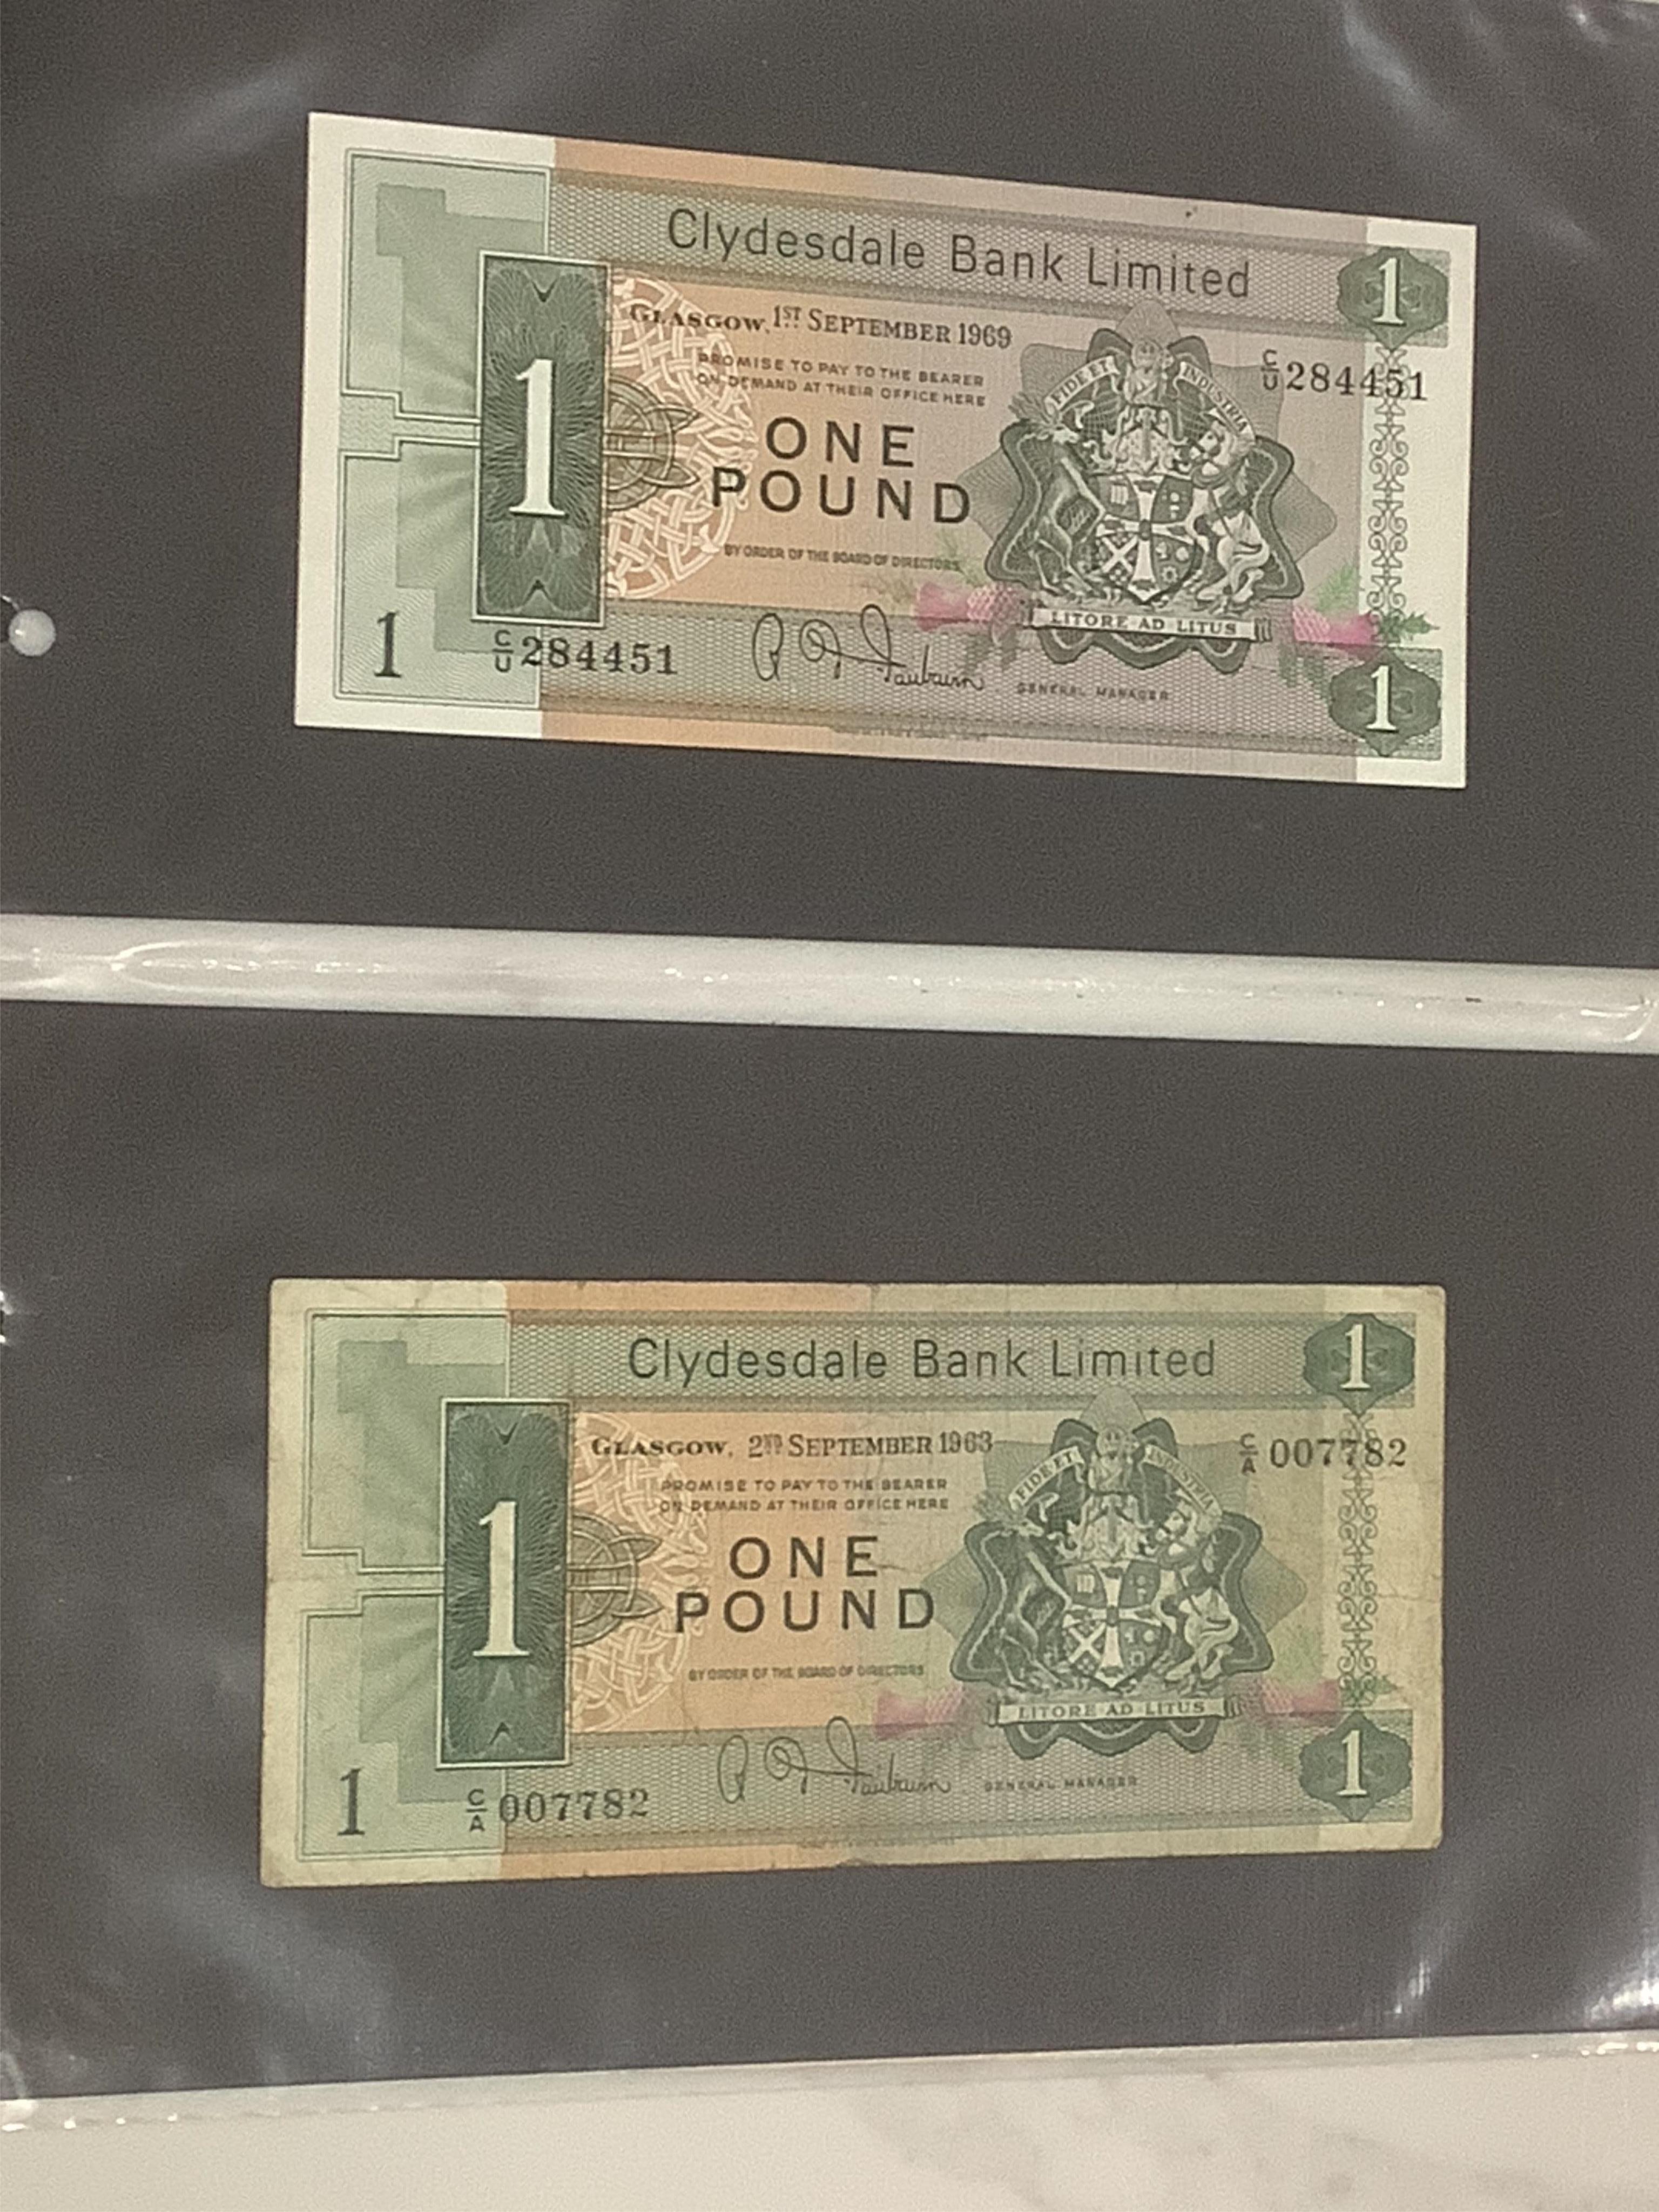 Clydesdale Bank Limited
1
GLASGOW, 1ST SEPTEMBER 1969
PROMISE TO PAY TO THE BEARER
ON DEMAND AT THEIR OFFICE HERE
FIDE ET INDUSTRIA
C/U 284451
1
ONE
POUND
BY ORDER OF THE BOARD OF DIRECTORS
LITORE AD LITUS
1
C/U 284451
R D Fairbairn
GENERAL MANAGER
1
Clydesdale Bank Limited
1
GLASGOW, 2ND SEPTEMBER 1963
PROMISE TO PAY TO THE BEARER
ON DEMAND AT THEIR OFFICE HERE
FIDE ET INDUSTRIA
C/A 007782
1
ONE
POUND
BY ORDER OF THE BOARD OF DIRECTORS
LITORE AD LITUS
1
C/A 007782
R D Fairbairn
GENERAL MANAGER
1